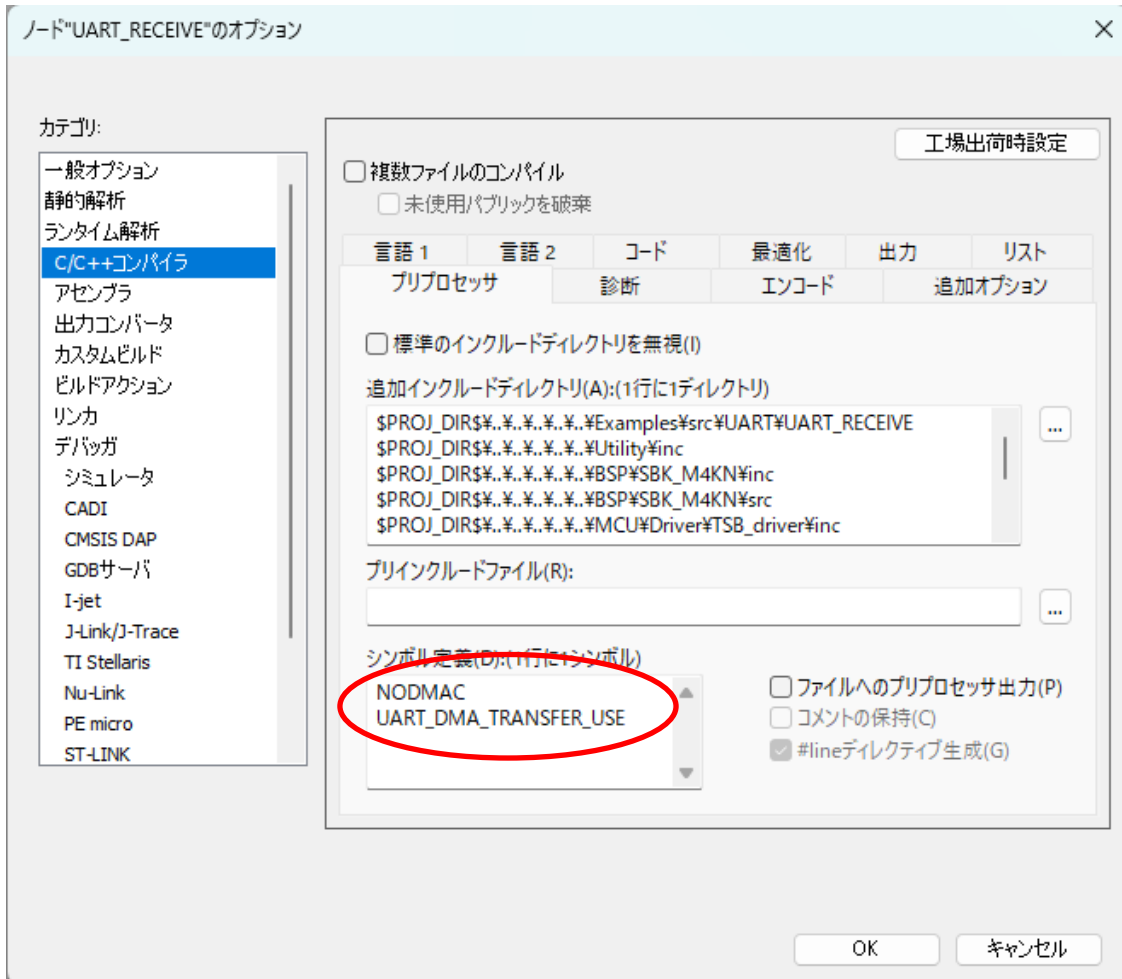 ノード"UART_RECEIVE"のオプション
カテゴリ:
一般オプション
静的解析
ランタイム解析
C/C++コンパイラ
アセンブラ
出力コンバータ
カスタムビルド
ビルドアクション
リンカ
デバッガ
シミュレータ
CADI
CMSIS DAP
GDBサーバ
I-jet
J-Link/J-Trace
TI Stellaris
Nu-Link
PE micro
ST-LINK
工場出荷時設定
複数ファイルのコンパイル
未使用パブリックを破棄
言語 1 言語 2 コード 最適化 出力 リスト
プリプロセッサ 診断 エンコード 追加オプション
標準のインクルードディレクトリを無視(I)
追加インクルードディレクトリ(A):(1行に1ディレクトリ)
$PROJ_DIR$¥..¥..¥..¥..¥..¥Examples¥src¥UART¥UART_RECEIVE
$PROJ_DIR$¥..¥..¥..¥..¥..¥Utility¥inc
$PROJ_DIR$¥..¥..¥..¥..¥..¥BSP¥SBK_M4KN¥inc
$PROJ_DIR$¥..¥..¥..¥..¥..¥BSP¥SBK_M4KN¥src
$PROJ_DIR$¥..¥..¥..¥..¥..¥MCU¥Driver¥TSB_driver¥inc
...
プリインクルードファイル(R):
...
シンボル定義(D):(1行に1シンボル)
NODMAC
UART_DMA_TRANSFER_USE
ファイルへのプリプロセッサ出力(P)
コメントの保持(C)
#lineディレクティブ生成(G)
OK キャンセル